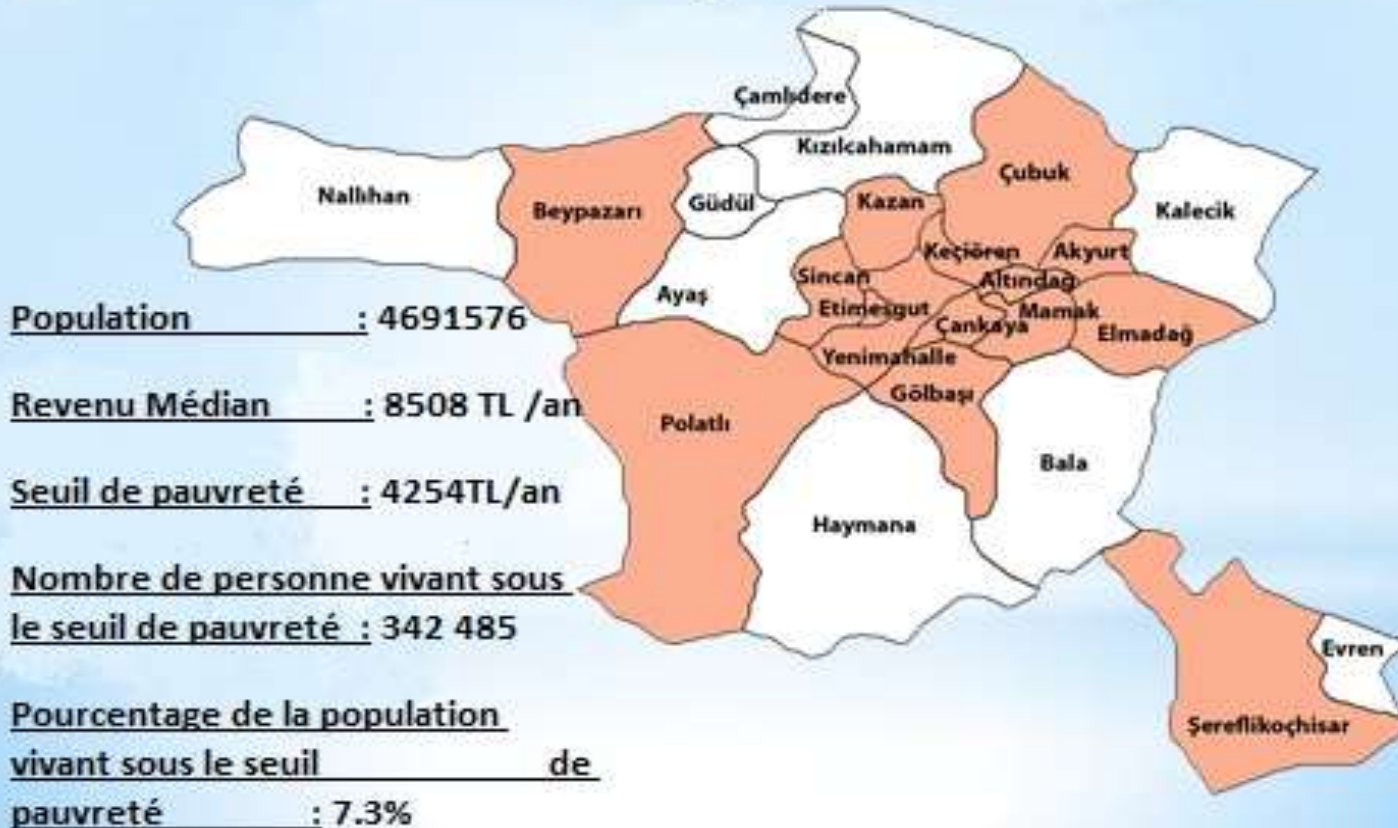 Çamlıdere
Kızılcahamam
Çubuk
Nallıhan
Beypazarı
Güdül
Kazan
Kalecik
Keçiören
Akyurt
Sincan
Altındağ
Ayaş
Etimesgut
Mamak
Çankaya
Elmadağ
Yenimahalle
Gölbaşı
Polatlı
Bala
Haymana
Evren
Şereflikoçhisar
Population : 4691576
Revenu Médian : 8508 TL /an
Seuil de pauvreté : 4254TL/an
Nombre de personne vivant sous
le seuil de pauvreté : 342 485
Pourcentage de la population
vivant sous le seuil de
pauvreté : 7.3%